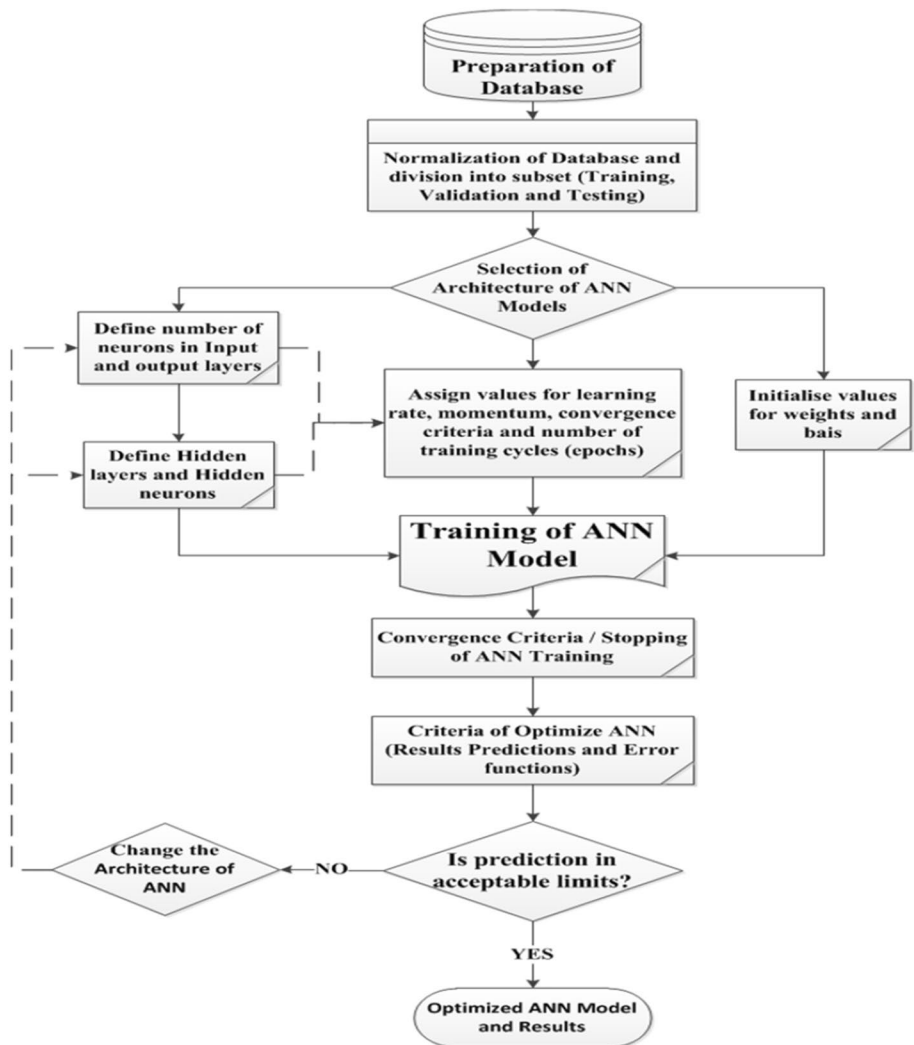 Preparation of
Database
Normalization of Database and
division into subset (Training,
Validation and Testing)
Selection of
Architecture of ANN
Models
Define number of
neurons in Input
and output layers
Assign values for learning
rate, momentum, convergence
criteria and number of
training cycles (epochs)
Initialise values
for weights and
bais
Define Hidden
layers and Hidden
neurons
Training of ANN
Model
Convergence Criteria / Stopping
of ANN Training
Criteria of Optimize ANN
(Results Predictions and Error
functions)
Is prediction in
acceptable limits?
NO
Change the
Architecture of
ANN
YES
Optimized ANN Model
and Results